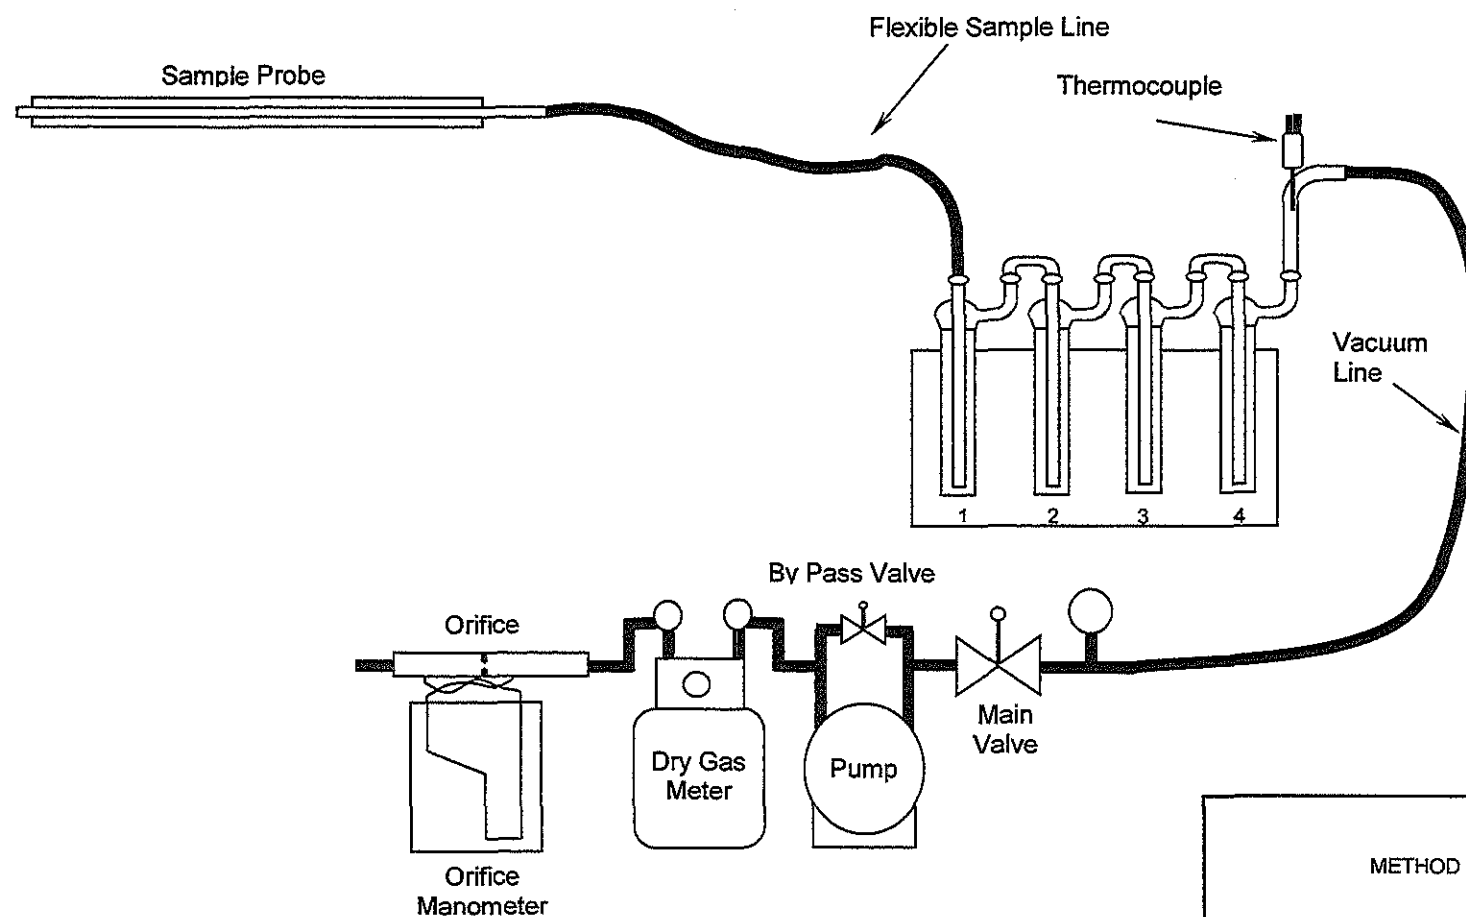 Flexible Sample Line
Sample Probe
Thermocouple
Vacuum
Line
1 2 3 4
By Pass Valve
Orifice
Main
Valve
Dry Gas
Meter
Pump
Orifice
Manometer
METHOD